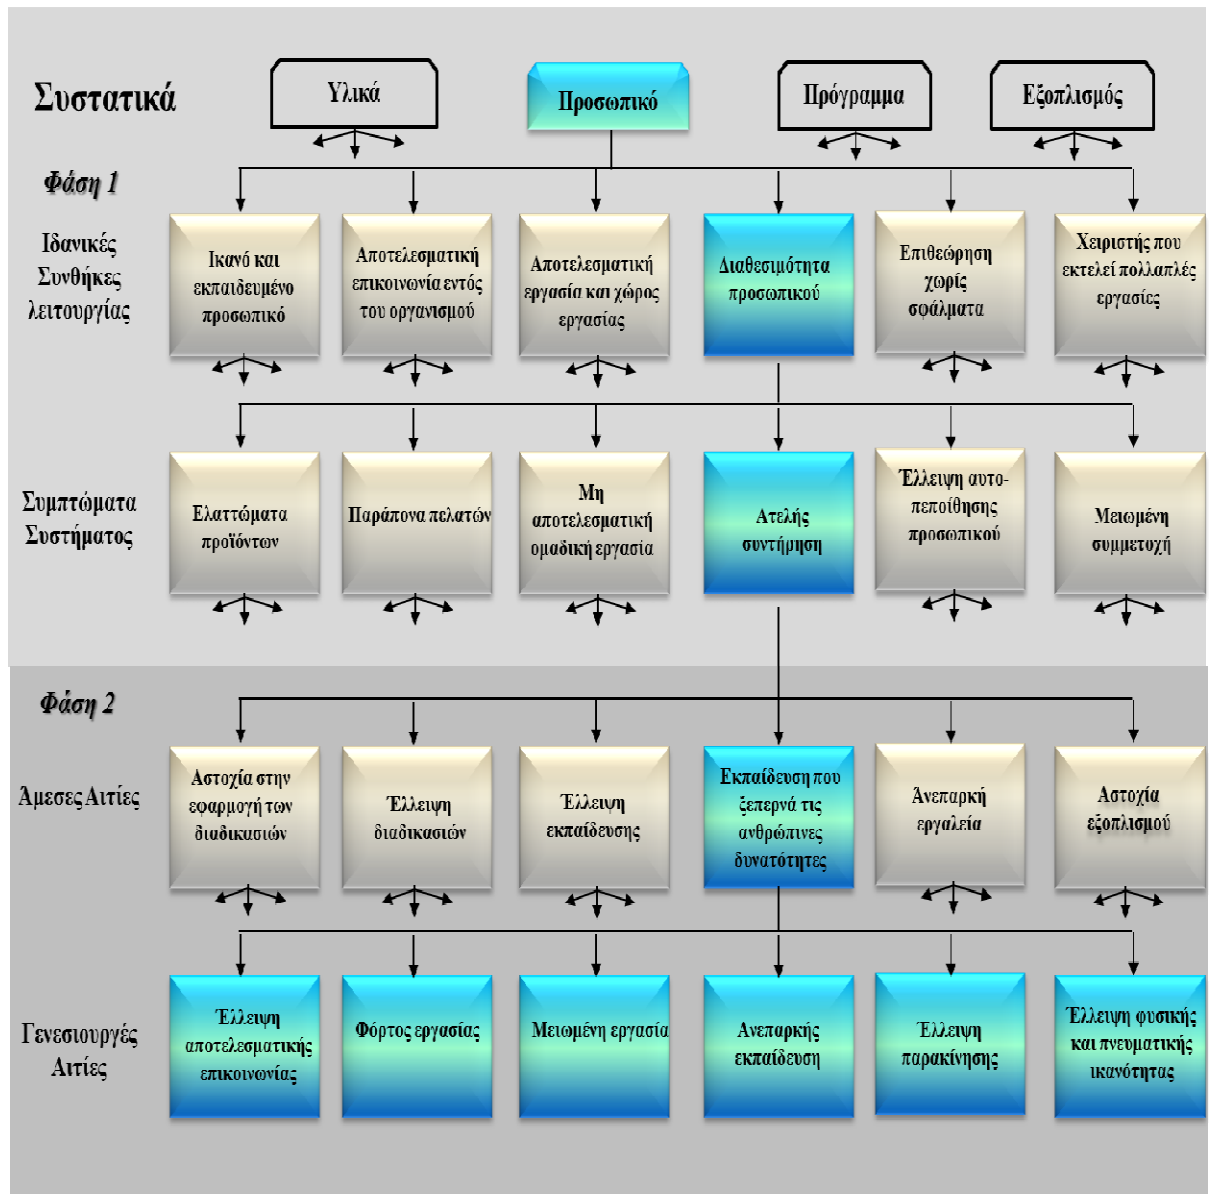 Συστατικά
Υλικά
Προσωπικό
Πρόγραμμα
Εξοπλισμός
Φάση 1
Ιδανικές
Συνθήκες
λειτουργίας
Ικανό και
εκπαιδευμένο
προσωπικό
Αποτελεσματική
επικοινωνία εντός
του οργανισμού
Αποτελεσματική
εργασία και χώρος
εργασίας
Διαθεσιμότητα
προσωπικού
Επιθεώρηση
χωρίς
σφάλματα
Χειριστής που
εκτελεί πολλαπλές
εργασίες
Συμπτώματα
Συστήματος
Ελαττώματα
προϊόντων
Παράπονα πελατών
Μη
αποτελεσματική
ομαδική εργασία
Ατελής
συντήρηση
Έλλειψη αυτο-
πεποίθησης
προσωπικού
Μειωμένη
συμμετοχή
Φάση 2
Άμεσες Αιτίες
Αστοχία στην
εφαρμογή των
διαδικασιών
Έλλειψη
διαδικασιών
Έλλειψη
εκπαίδευσης
Εκπαίδευση που
ξεπερνά τις
ανθρώπινες
δυνατότητες
Άνεπαρκή
εργαλεία
Αστοχία
εξοπλισμού
Γενεσιουργές
Αιτίες
Έλλειψη
αποτελεσματικής
επικοινωνίας
Φόρτος εργασίας
Μειωμένη εργασία
Ανεπαρκής
εκπαίδευση
Έλλειψη
παρακίνησης
Έλλειψη φυσικής
και πνευματικής
ικανότητας